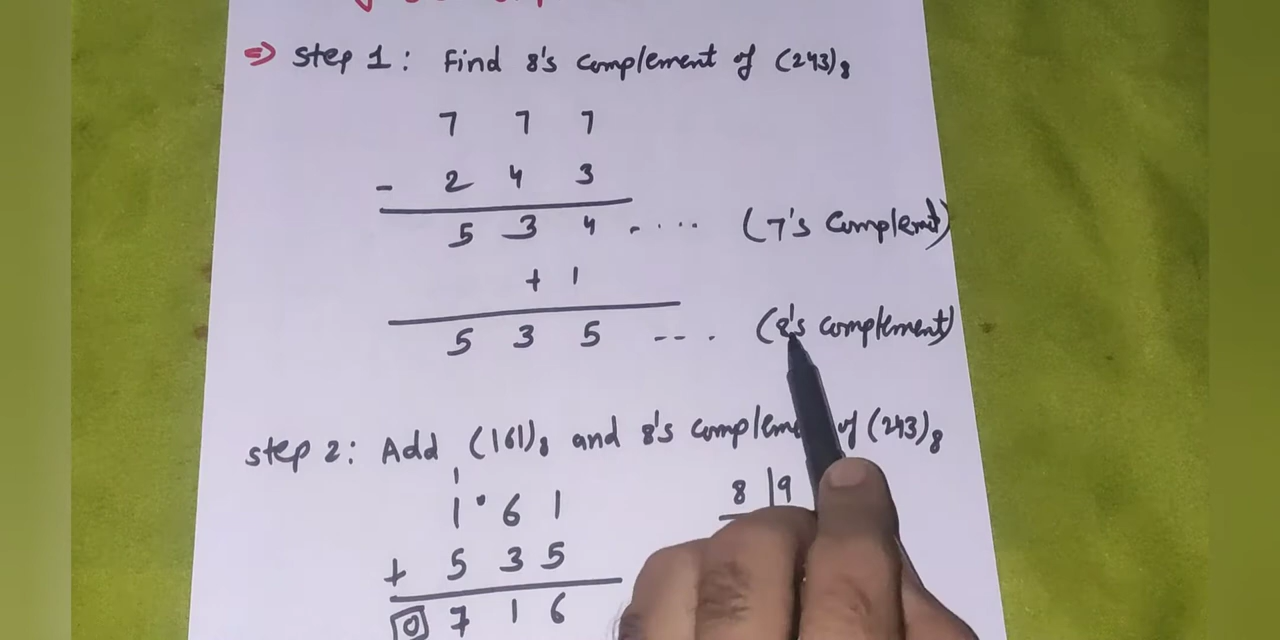 ⇒ Step 1: Find 8's complement of (243)₈
7 7 7
- 2 4 3
5 3 4 .... (7's complemt)
+ 1
5 3 5 --- . (8's complement)
Step 2: Add (161)₈ and 8's complement of (243)₈
1
1 6 1
8 | 9
+ 5 3 5
0 7 1 6